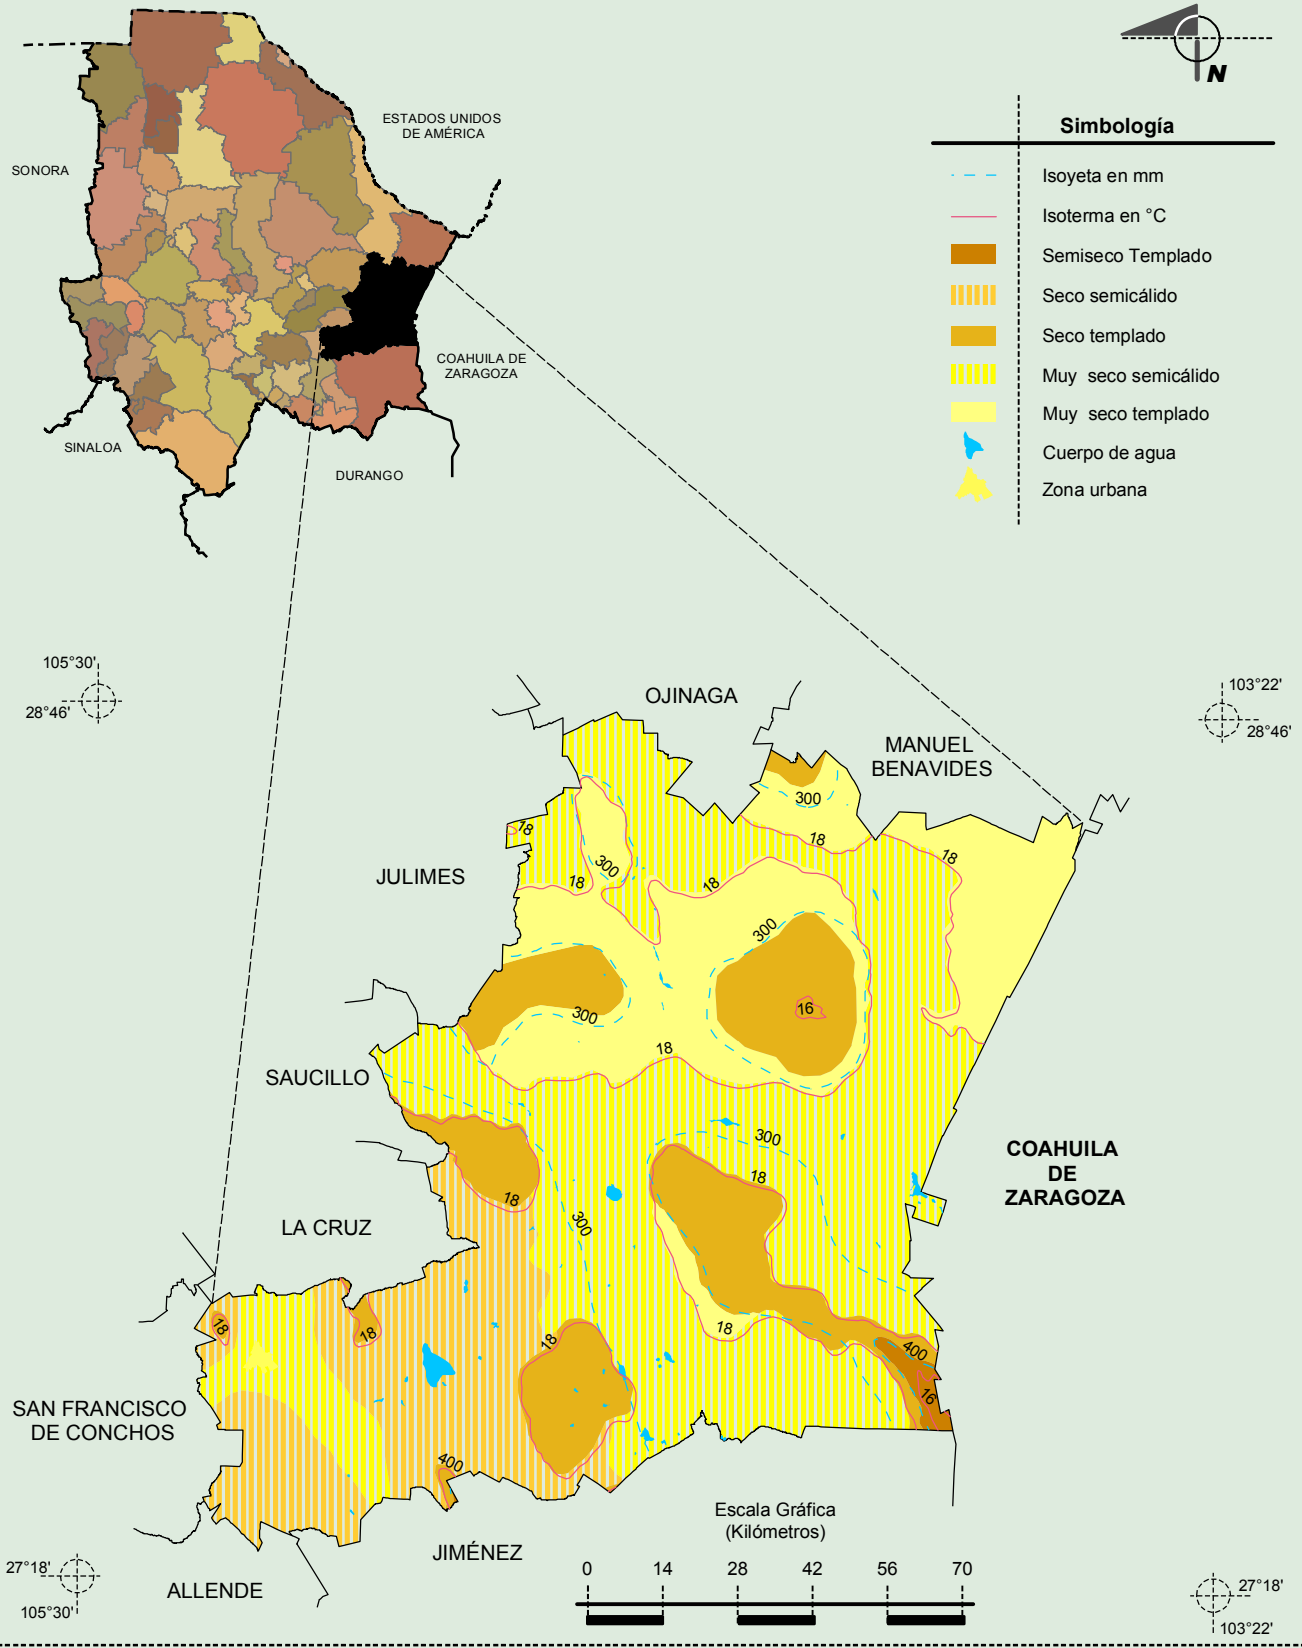 N
ESTADOS UNIDOS
DE AMÉRICA
SONORA
COAHUILA DE
ZARAGOZA
SINALOA
DURANGO
Simbología
Isoyeta en mm
Isoterma en °C
Semiseco Templado
Seco semicálido
Seco templado
Muy seco semicálido
Muy seco templado
Cuerpo de agua
Zona urbana
105°30'
28°46'
103°22'
28°46'
OJINAGA
MANUEL
BENAVIDES
300
18
18
18
300
18
18
JULIMES
300
16
300
18
SAUCILLO
300
18
18
COAHUILA
DE
ZARAGOZA
300
LA CRUZ
18
18
18
18
400
16
SAN FRANCISCO
DE CONCHOS
400
JIMÉNEZ
ALLENDE
Escala Gráfica
(Kilómetros)
0 14 28 42 56 70
27°18'
105°30'
27°18'
103°22'